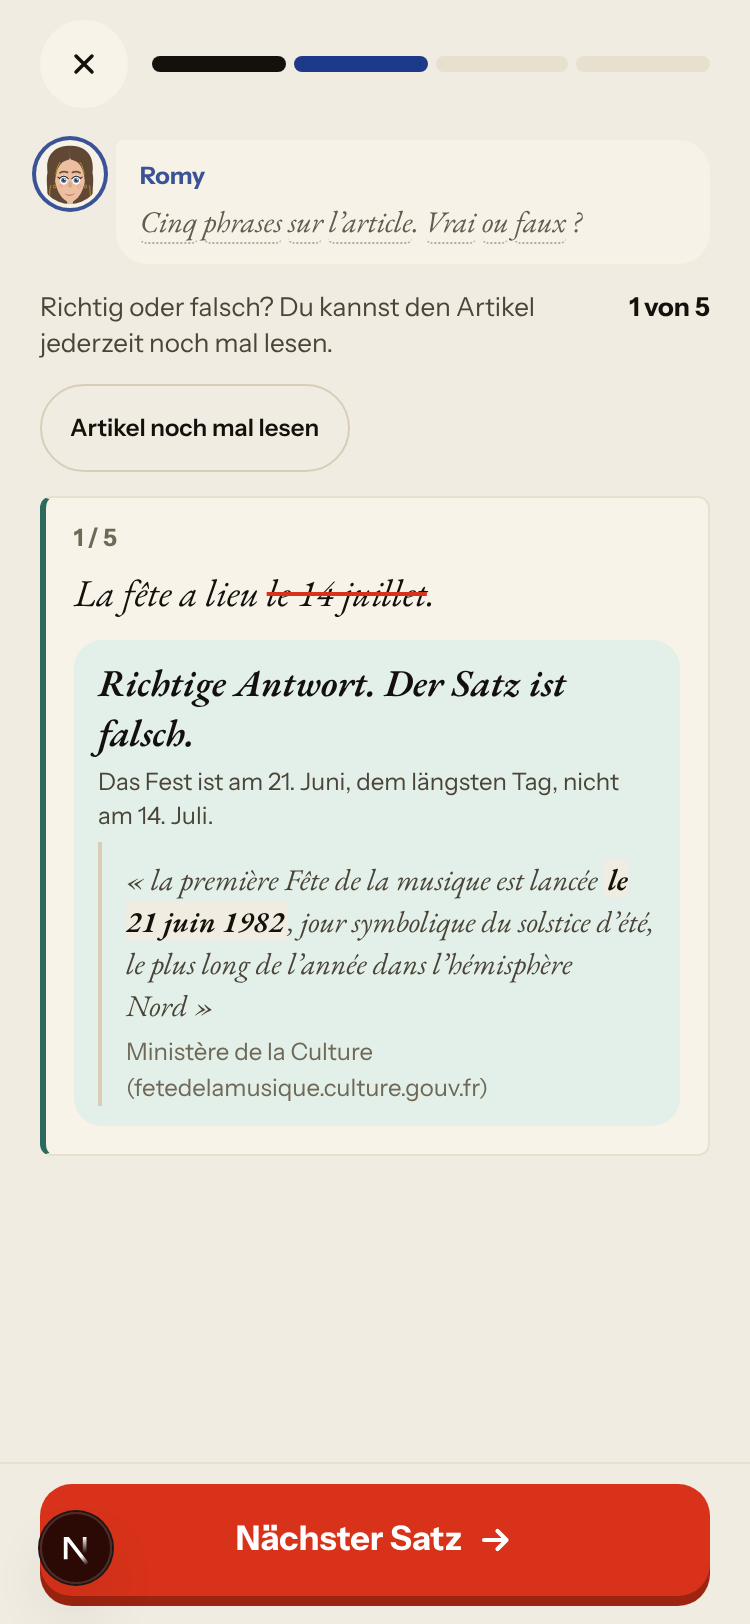 Romy
Cinq phrases sur l’article. Vrai ou faux ?
Richtig oder falsch? Du kannst den Artikel
jederzeit noch mal lesen.
1 von 5
Artikel noch mal lesen
1 / 5
La fête a lieu le 14 juillet.
Richtige Antwort. Der Satz ist
falsch.
Das Fest ist am 21. Juni, dem längsten Tag, nicht
am 14. Juli.
« la première Fête de la musique est lancée le
21 juin 1982, jour symbolique du solstice d’été,
le plus long de l’année dans l’hémisphère
Nord »
Ministère de la Culture
(fetedelamusique.culture.gouv.fr)
Nächster Satz →
N